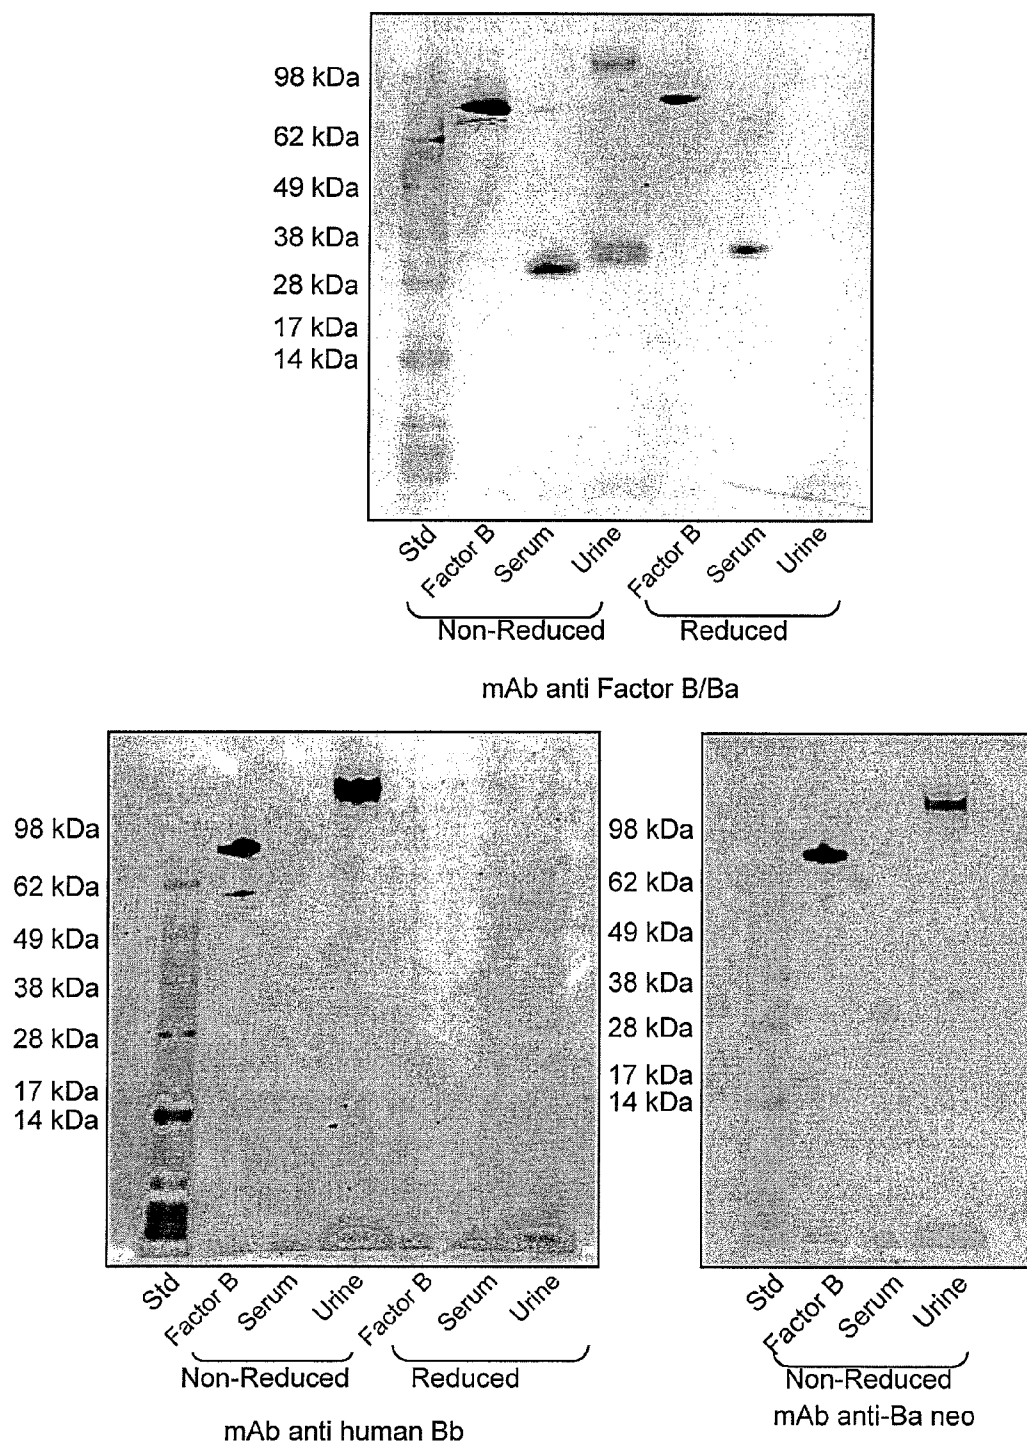 98 kDa
62 kDa
49 kDa
38 kDa
28 kDa
17 kDa
14 kDa
Std
Factor B
Serum
Urine
Factor B
Serum
Urine
Non-Reduced
Reduced
mAb anti Factor B/Ba
98 kDa
62 kDa
49 kDa
38 kDa
28 kDa
17 kDa
14 kDa
Std
Factor B
Serum
Urine
Factor B
Serum
Urine
Non-Reduced
Reduced
mAb anti human Bb
98 kDa
62 kDa
49 kDa
38 kDa
28 kDa
17 kDa
14 kDa
Std
Factor B
Serum
Urine
Non-Reduced
mAb anti-Ba neo